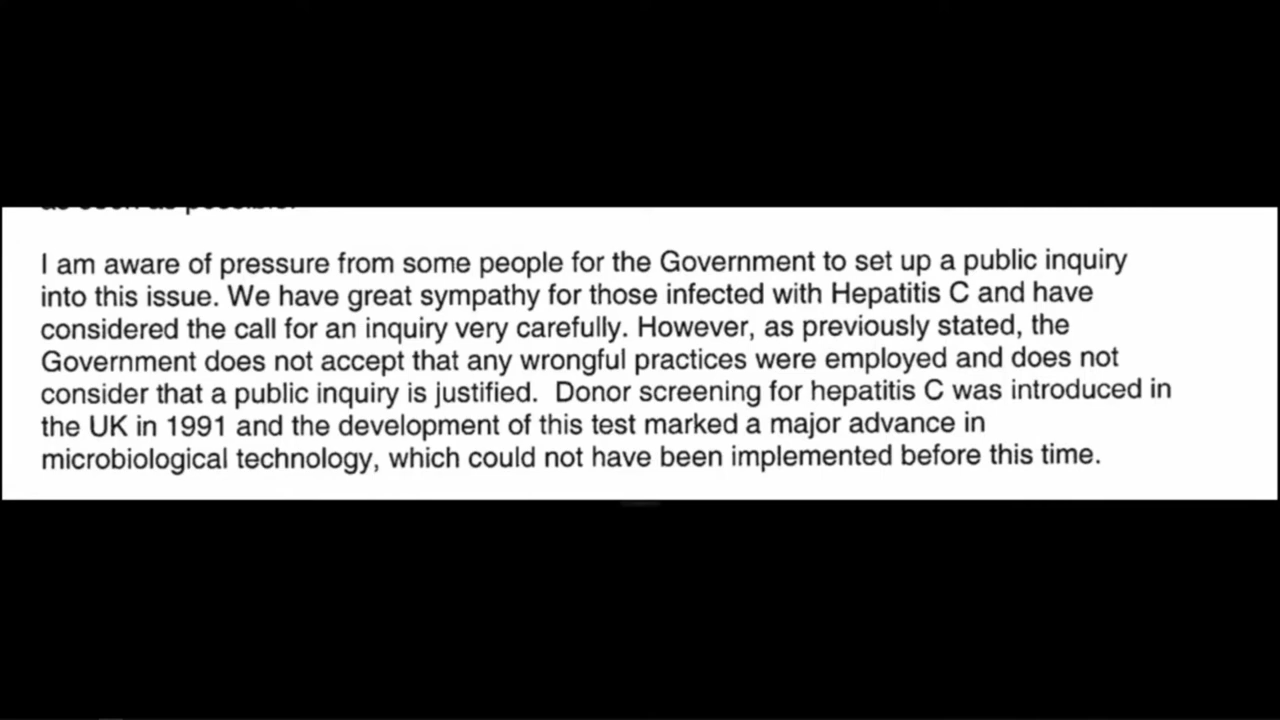 I am aware of pressure from some people for the Government to set up a public inquiry
into this issue. We have great sympathy for those infected with Hepatitis C and have
considered the call for an inquiry very carefully. However, as previously stated, the
Government does not accept that any wrongful practices were employed and does not
consider that a public inquiry is justified.  Donor screening for hepatitis C was introduced in
the UK in 1991 and the development of this test marked a major advance in
microbiological technology, which could not have been implemented before this time.